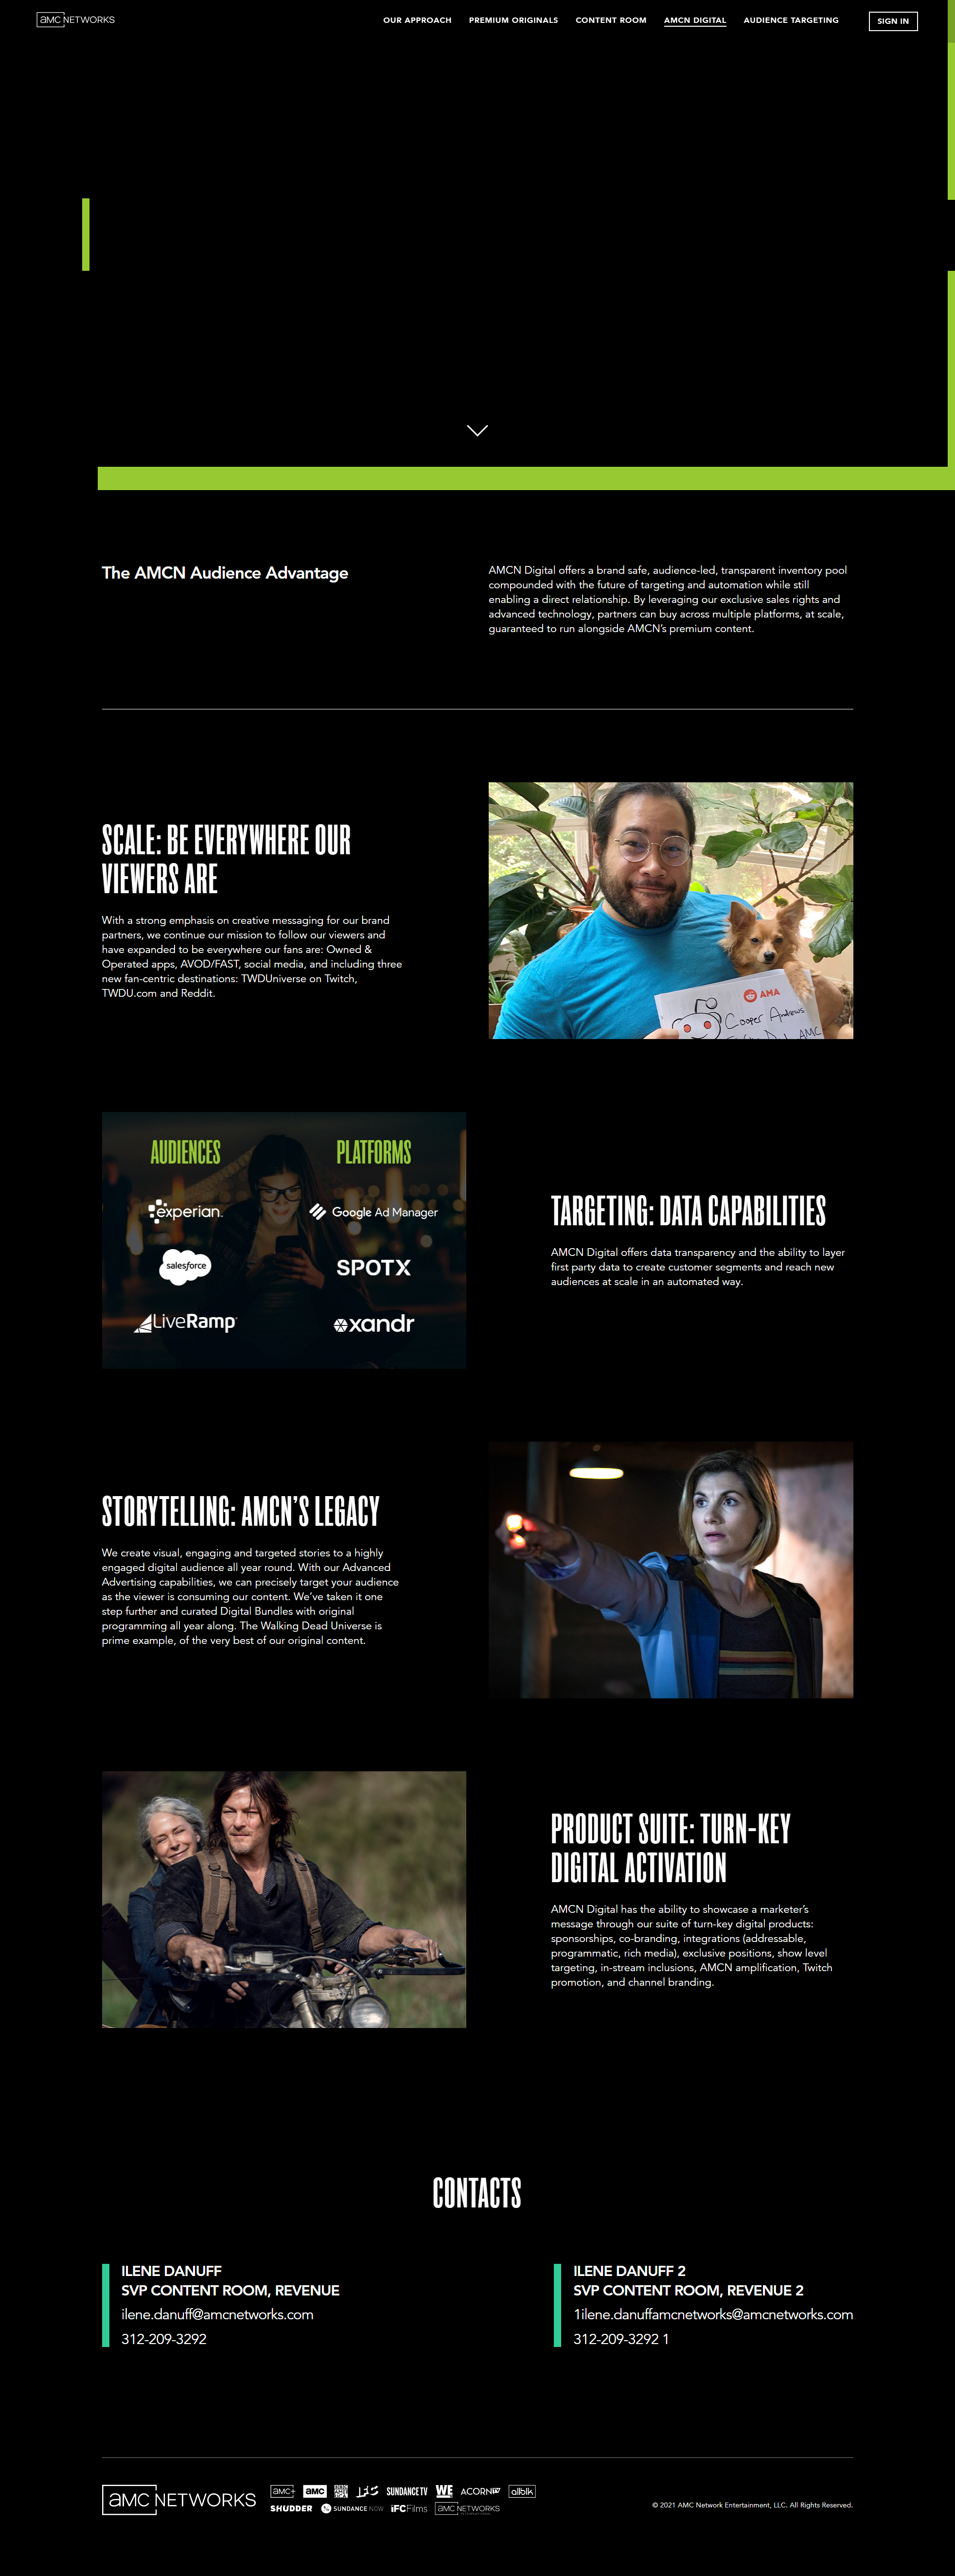 amc NETWORKS
OUR APPROACH PREMIUM ORIGINALS CONTENT ROOM AMCN DIGITAL AUDIENCE TARGETING SIGN IN
The AMCN Audience Advantage
AMCN Digital offers a brand safe, audience-led, transparent inventory pool
compounded with the future of targeting and automation while still
enabling a direct relationship. By leveraging our exclusive sales rights and
advanced technology, partners can buy across multiple platforms, at scale,
guaranteed to run alongside AMCN’s premium content.
SCALE: BE EVERYWHERE OUR
VIEWERS ARE
With a strong emphasis on creative messaging for our brand
partners, we continue our mission to follow our viewers and
have expanded to be everywhere our fans are: Owned &
Operated apps, AVOD/FAST, social media, and including three
new fan-centric destinations: TWDUniverse on Twitch,
TWDU.com and Reddit.
AMA
Cooper Andrews
AMC
AUDIENCES
experian.
salesforce
LiveRamp
PLATFORMS
Google Ad Manager
SPOTX
xandr
TARGETING: DATA CAPABILITIES
AMCN Digital offers data transparency and the ability to layer
first party data to create customer segments and reach new
audiences at scale in an automated way.
STORYTELLING: AMCN’S LEGACY
We create visual, engaging and targeted stories to a highly
engaged digital audience all year round. With our Advanced
Advertising capabilities, we can precisely target your audience
as the viewer is consuming our content. We’ve taken it one
step further and curated Digital Bundles with original
programming all year along. The Walking Dead Universe is
prime example, of the very best of our original content.
PRODUCT SUITE: TURN-KEY
DIGITAL ACTIVATION
AMCN Digital has the ability to showcase a marketer’s
message through our suite of turn-key digital products:
sponsorships, co-branding, integrations (addressable,
programmatic, rich media), exclusive positions, show level
targeting, in-stream inclusions, AMCN amplification, Twitch
promotion, and channel branding.
CONTACTS
ILENE DANUFF
SVP CONTENT ROOM, REVENUE
ilene.danuff@amcnetworks.com
312-209-3292
ILENE DANUFF 2
SVP CONTENT ROOM, REVENUE 2
1ilene.danuffamcnetworks@amcnetworks.com
312-209-3292 1
amc NETWORKS
amc+ amc BBC AMERICA IFC SUNDANCETV WE tv ACORN TV allblk
SHUDDER SUNDANCE NOW IFC Films amc NETWORKS
© 2021 AMC Network Entertainment, LLC. All Rights Reserved.